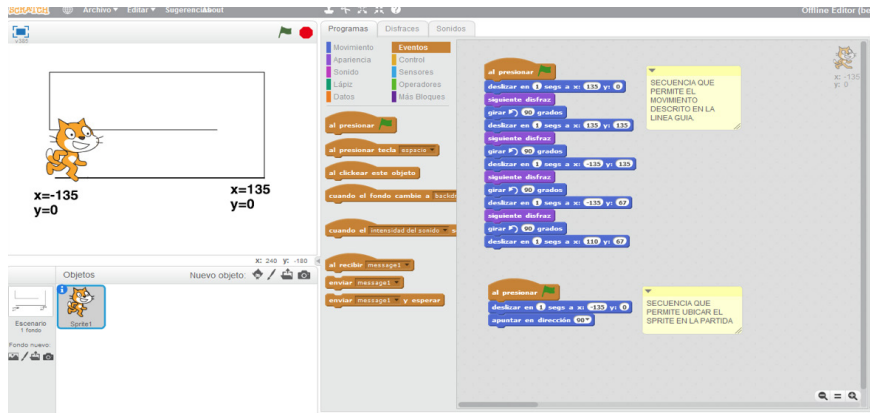 SCRATCH Archivo Editar Sugerencias About Offline Editor (be
v380
Programas Disfraces Sonidos
Movimiento Eventos
Apariencia Control
Sonido Sensores
Lápiz Operadores
Datos Más Bloques
al presionar
al presionar tecla espacio
al clickear este objeto
cuando el fondo cambie a backdr
cuando el intensidad del sonido s
al recibir message1
enviar message1
enviar message1 y esperar
x=-135
y=0
x=135
y=0
X: 240 y: -180
Objetos Nuevo objeto:
Escenario
1 fondo
Sprite1
Fondo nuevo:
al presionar
deslizar en 1 segs a x: 135 y: 0
siguiente disfraz
girar 90 grados
deslizar en 1 segs a x: 135 y: 135
siguiente disfraz
girar 90 grados
deslizar en 1 segs a x: -135 y: 135
siguiente disfraz
girar 90 grados
deslizar en 1 segs a x: -135 y: 67
siguiente disfraz
girar 90 grados
deslizar en 1 segs a x: 110 y: 67
SECUENCIA QUE
PERMITE EL
MOVIMIENTO
DESCRITO EN LA
LINEA GUIA.
x: -135
y: 0
al presionar
deslizar en 1 segs a x: -135 y: 0
apuntar en dirección 90
SECUENCIA QUE
PERMITE UBICAR EL
SPRITE EN LA PARTIDA